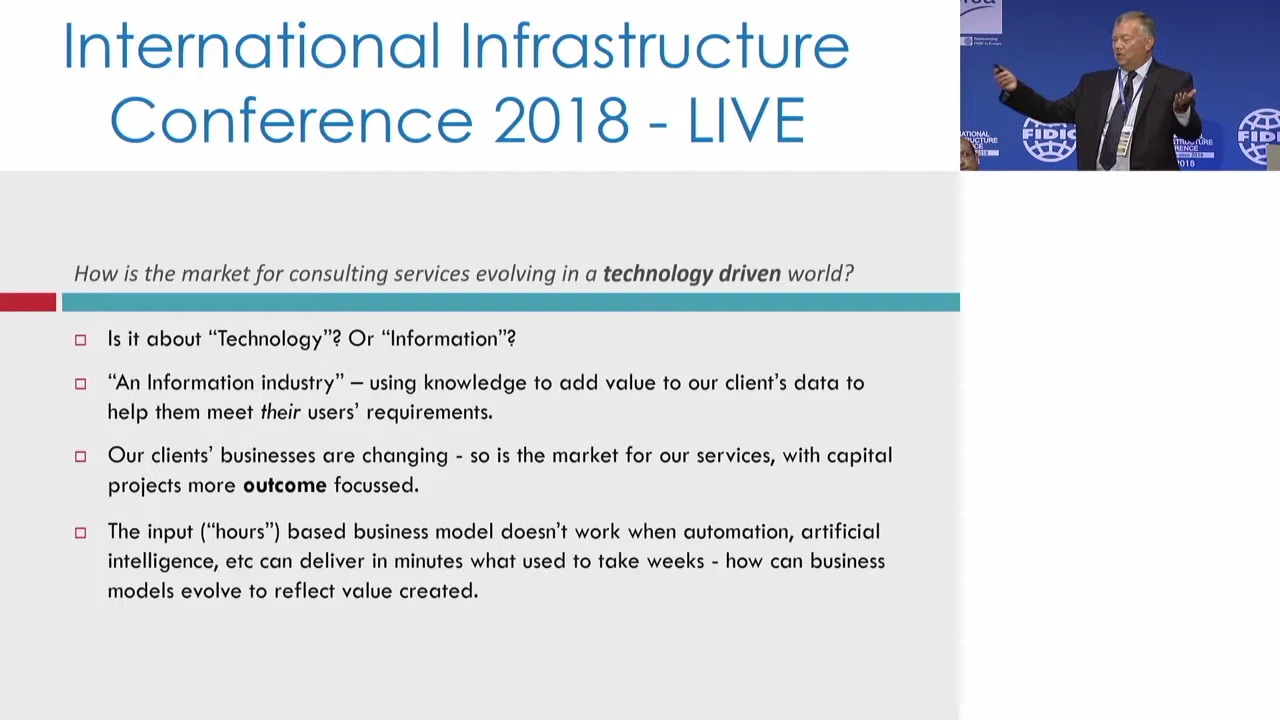 International Infrastructure
Conference 2018 - LIVE
How is the market for consulting services evolving in a technology driven world?
Is it about “Technology”? Or “Information”?
“An Information industry” – using knowledge to add value to our client’s data to
help them meet their users’ requirements.
Our clients’ businesses are changing - so is the market for our services, with capital
projects more outcome focussed.
The input (“hours”) based business model doesn’t work when automation, artificial
intelligence, etc can deliver in minutes what used to take weeks - how can business
models evolve to reflect value created.
FIDIC
2018